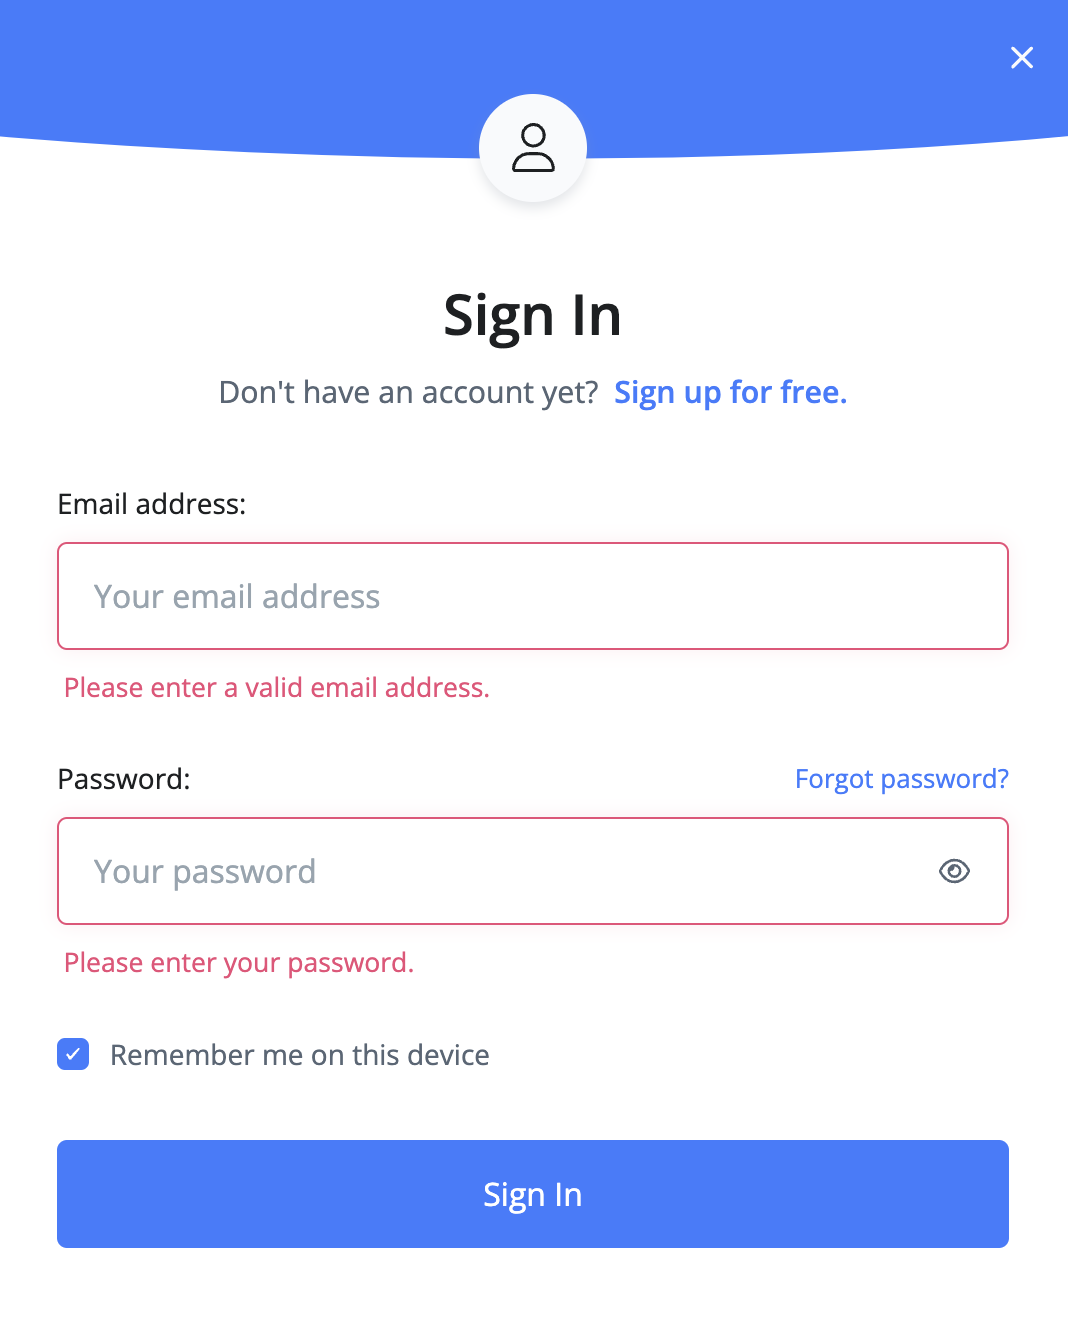 Sign In
Don't have an account yet? Sign up for free.
Email address:
Your email address
Please enter a valid email address.
Password: Forgot password?
Your password
Please enter your password.
Remember me on this device
Sign In